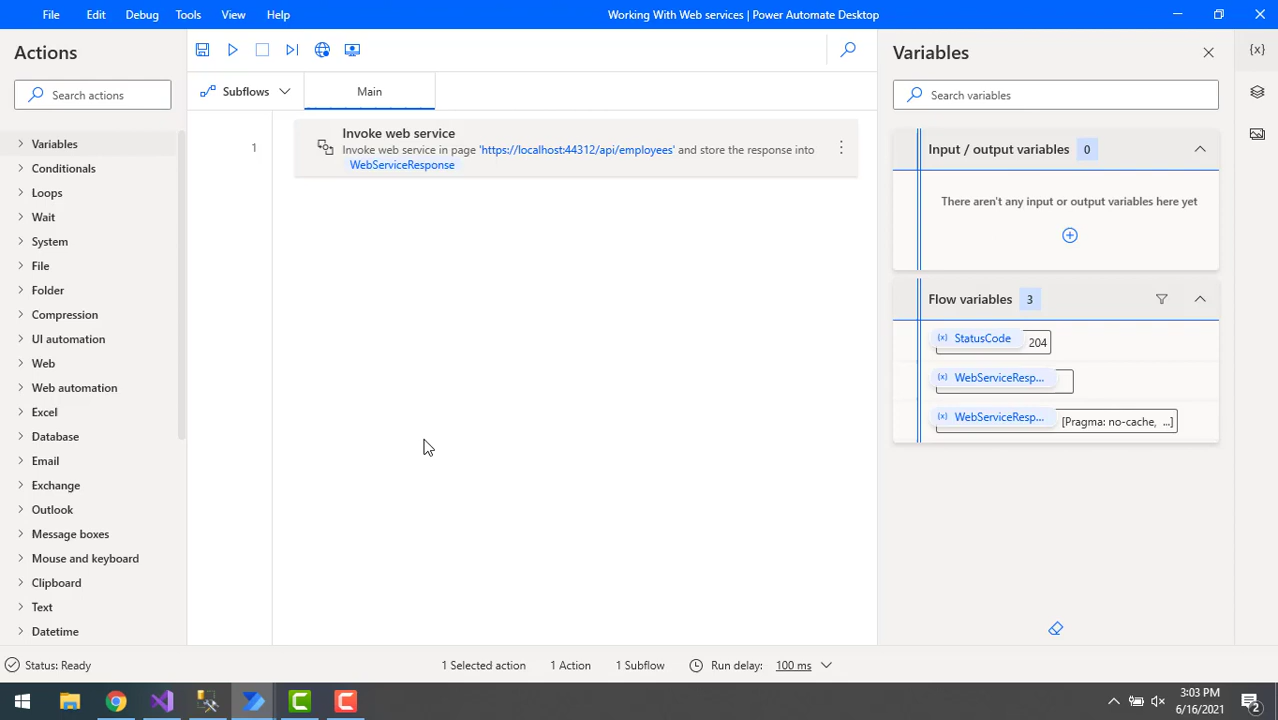 File Edit Debug Tools View Help
Working With Web services | Power Automate Desktop
Actions
Search actions
Variables
Conditionals
Loops
Wait
System
File
Folder
Compression
UI automation
Web
Web automation
Excel
Database
Email
Exchange
Outlook
Message boxes
Mouse and keyboard
Clipboard
Text
Datetime
Subflows
Main
1
Invoke web service
Invoke web service in page 'https://localhost:44312/api/employees' and store the response into
WebServiceResponse
Variables
{x}
Search variables
Input / output variables 0
There aren't any input or output variables here yet
Flow variables 3
(x) StatusCode 204
(x) WebServiceResp...
(x) WebServiceResp... [Pragma: no-cache, ...]
Status: Ready
1 Selected action
1 Action
1 Subflow
Run delay: 100 ms
3:03 PM
6/16/2021
2